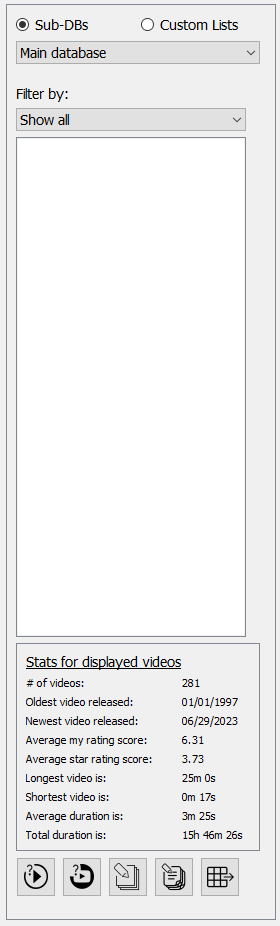 Sub-DBs Custom Lists
Main database
Filter by:
Show all
Stats for displayed videos
# of videos: 281
Oldest video released: 01/01/1997
Newest video released: 06/29/2023
Average my rating score: 6.31
Average star rating score: 3.73
Longest video is: 25m 0s
Shortest video is: 0m 17s
Average duration is: 3m 25s
Total duration is: 15h 46m 26s